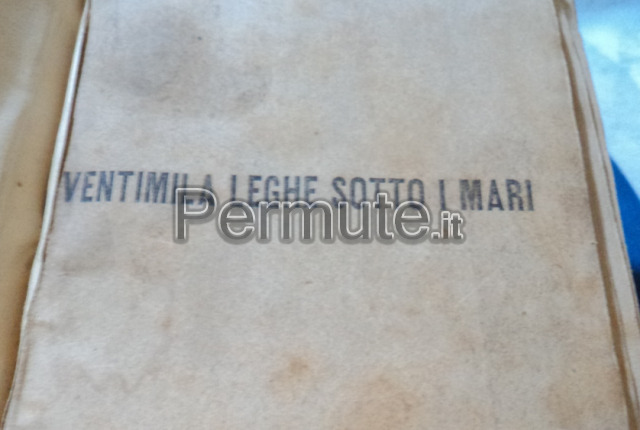 VENTIMILA LEGHE SOTTO I MARI
Permute.it